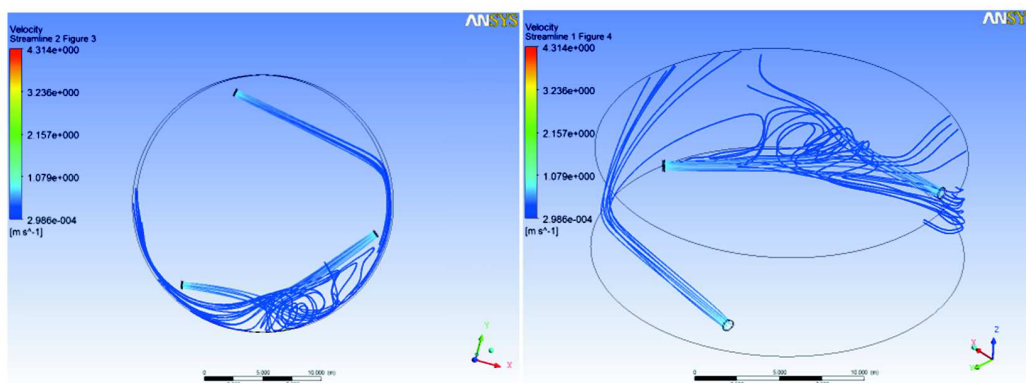 ANSYS
Velocity
Streamline 2 Figure 3
4.314e+000
3.236e+000
2.157e+000
1.079e+000
2.986e-004
[m s^-1]
Y
X
0
5.000
10.000 (m)
ANSYS
Velocity
Streamline 1 Figure 4
4.314e+000
3.236e+000
2.157e+000
1.079e+000
2.986e-004
[m s^-1]
Z
X
0
5.000
10.000 (m)